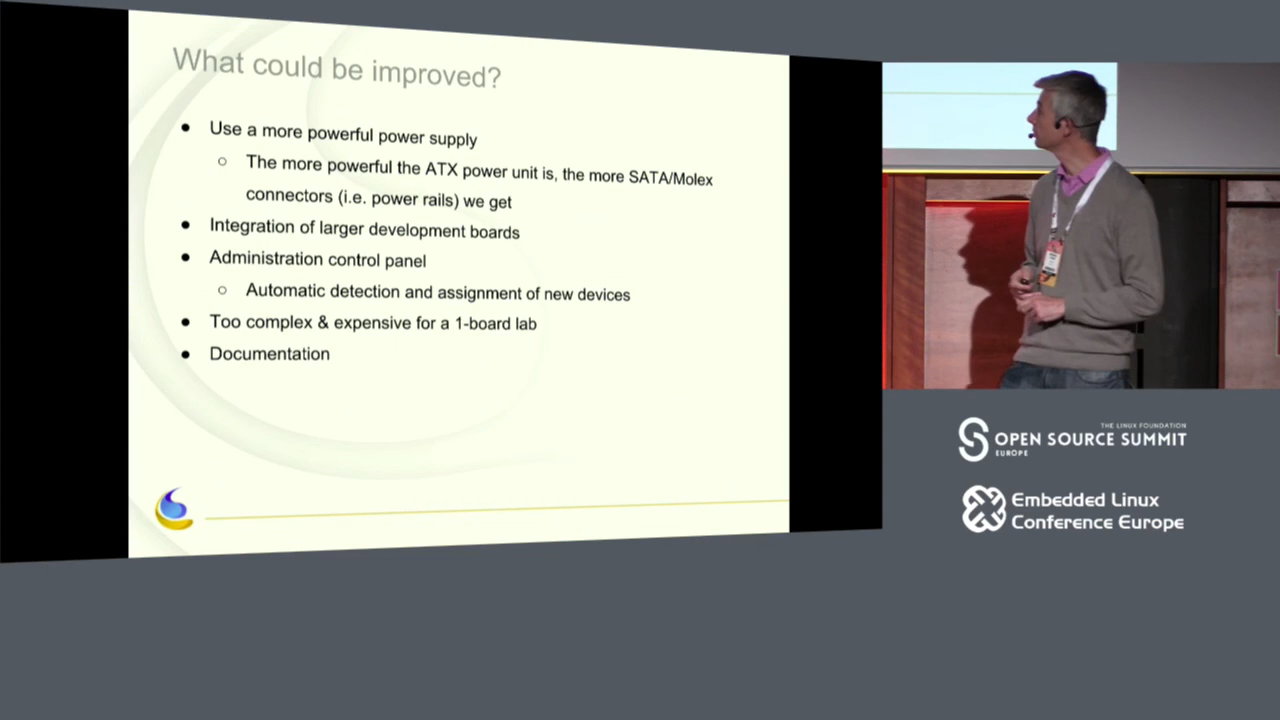 What could be improved?
● Use a more powerful power supply
○ The more powerful the ATX power unit is, the more SATA/Molex
connectors (i.e. power rails) we get
● Integration of larger development boards
● Administration control panel
○ Automatic detection and assignment of new devices
● Too complex & expensive for a 1-board lab
● Documentation
THE LINUX FOUNDATION
OPEN SOURCE SUMMIT
EUROPE
Embedded Linux
Conference Europe